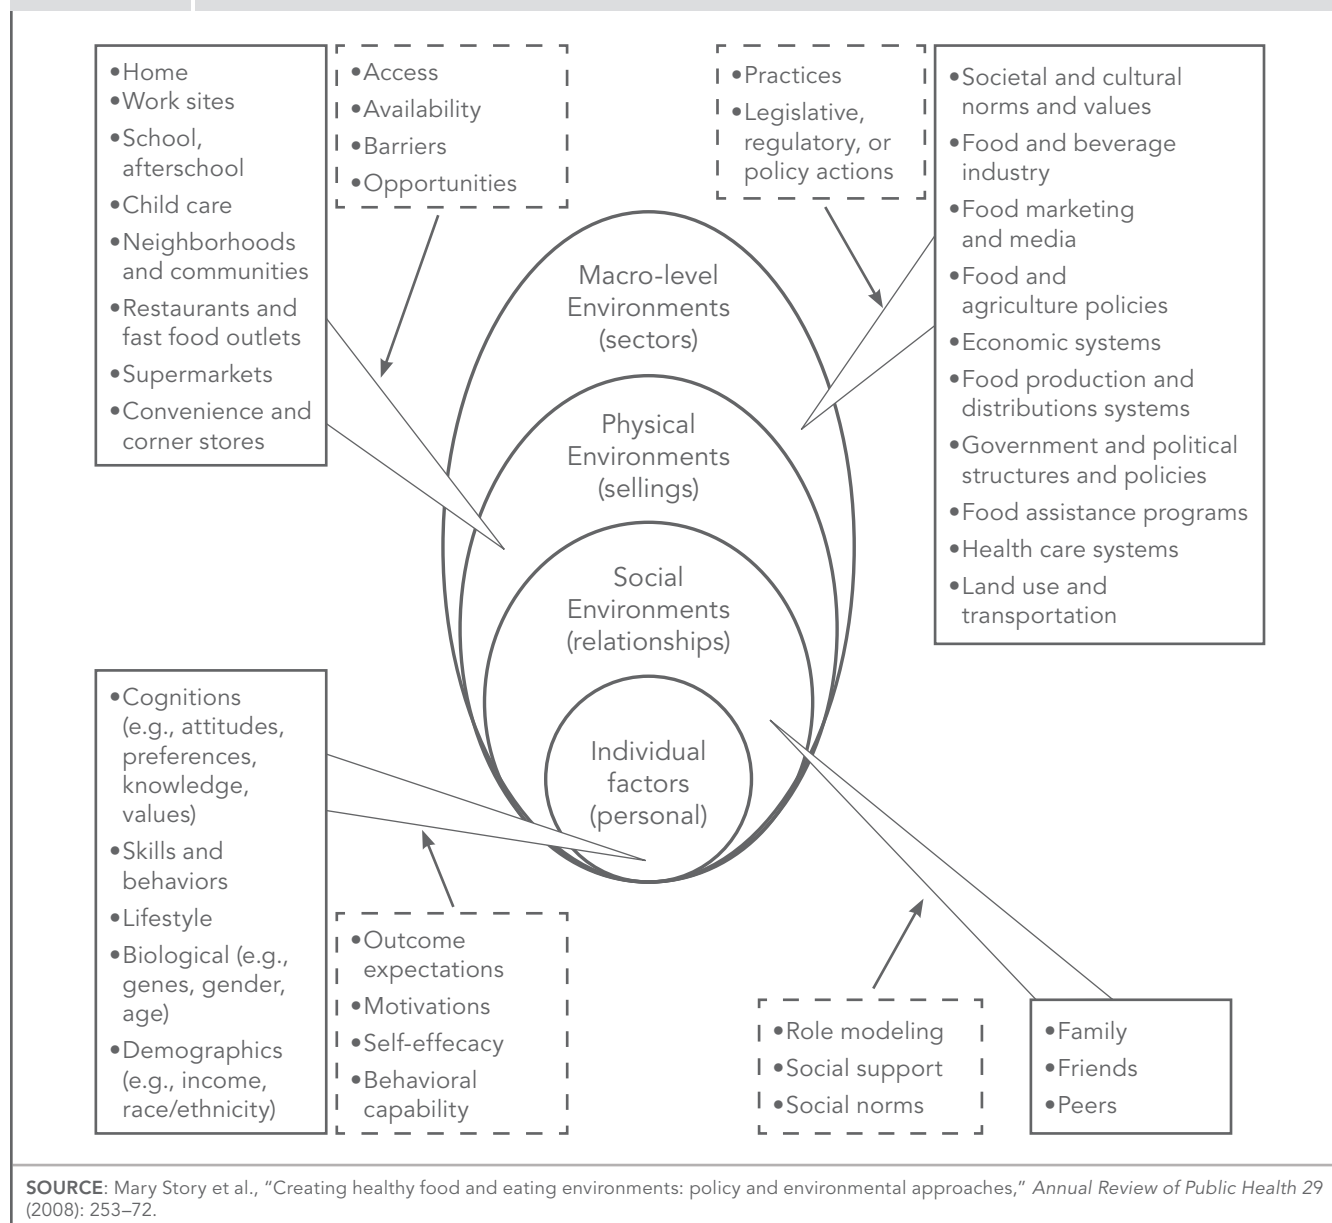 •Home
•Work sites
•School,
afterschool
•Child care
•Neighborhoods
and communities
•Restaurants and
fast food outlets
•Supermarkets
•Convenience and
corner stores
•Access
•Availability
•Barriers
•Opportunities
•Practices
•Legislative,
regulatory, or
policy actions
•Societal and cultural
norms and values
•Food and beverage
industry
•Food marketing
and media
•Food and
agriculture policies
•Economic systems
•Food production and
distributions systems
•Government and political
structures and policies
•Food assistance programs
•Health care systems
•Land use and
transportation
Macro-level
Environments
(sectors)
Physical
Environments
(sellings)
Social
Environments
(relationships)
Individual
factors
(personal)
•Cognitions
(e.g., attitudes,
preferences,
knowledge,
values)
•Skills and
behaviors
•Lifestyle
•Biological (e.g.,
genes, gender,
age)
•Demographics
(e.g., income,
race/ethnicity)
•Outcome
expectations
•Motivations
•Self-effecacy
•Behavioral
capability
•Role modeling
•Social support
•Social norms
•Family
•Friends
•Peers
SOURCE: Mary Story et al., “Creating healthy food and eating environments: policy and environmental approaches,” Annual Review of Public Health 29
(2008): 253–72.